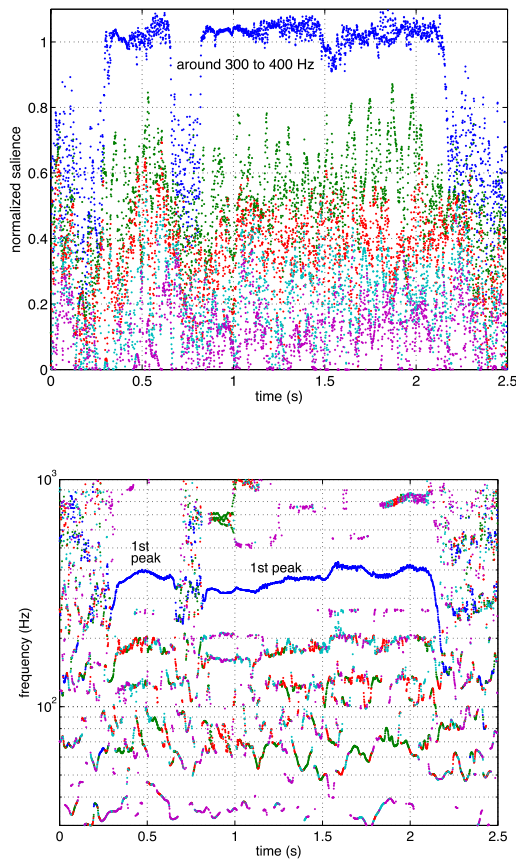 1
0.8
0.6
0.4
0.2
0
normalized salience
around 300 to 400 Hz
0 0.5 1 1.5 2 2.5
time (s)
10^3
10^2
frequency (Hz)
1st
peak
1st peak
0 0.5 1 1.5 2 2.5
time (s)